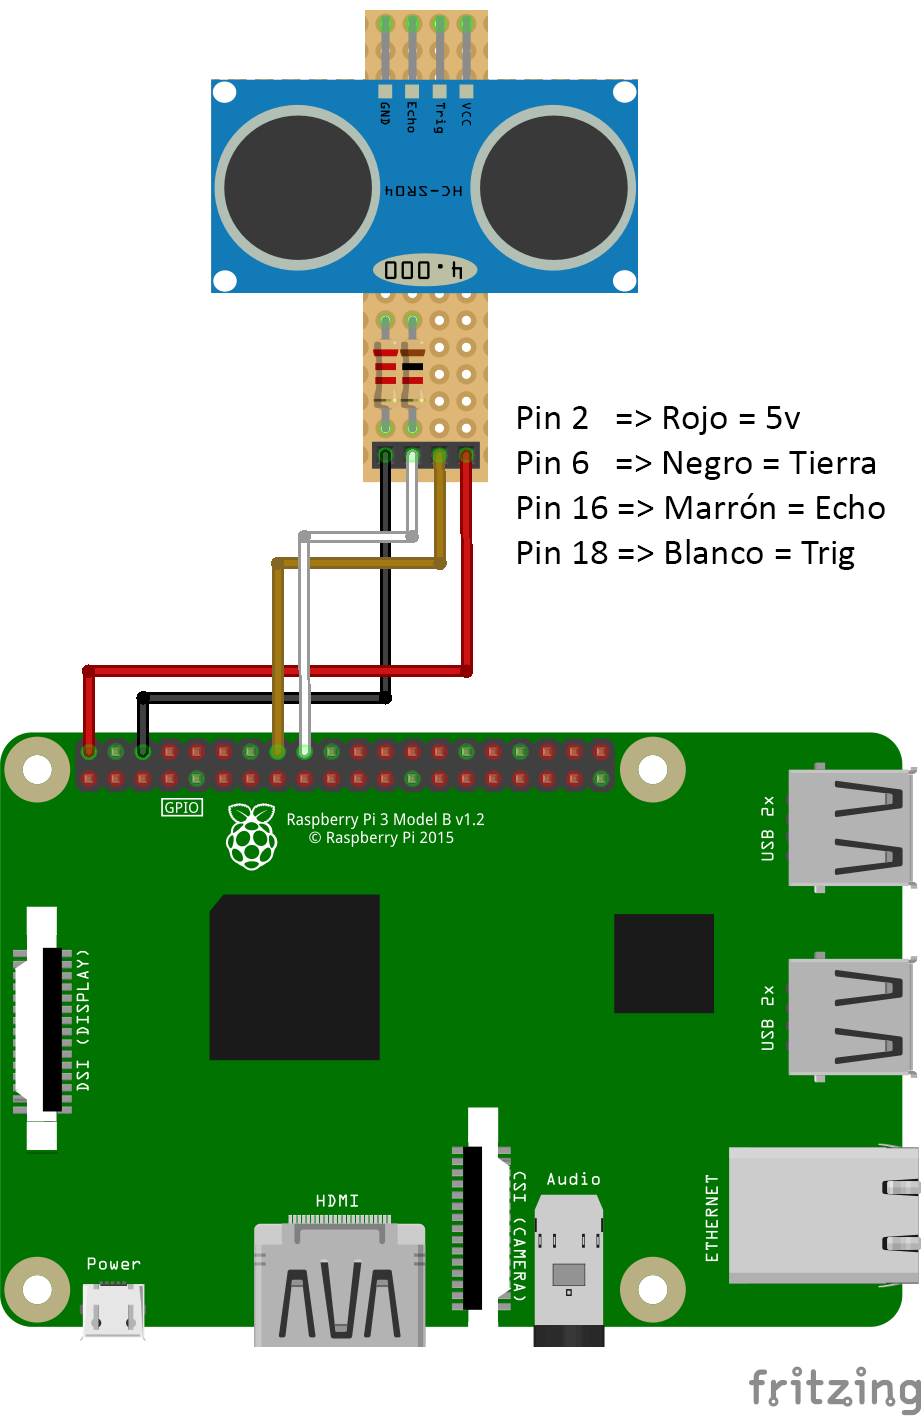 GND
Echo
Trig
VCC
HC-SR04
4.000
Pin 2 => Rojo = 5v
Pin 6 => Negro = Tierra
Pin 16 => Marrón = Echo
Pin 18 => Blanco = Trig
GPIO
Raspberry Pi 3 Model B v1.2
© Raspberry Pi 2015
USB 2x
DSI (DISPLAY)
USB 2x
CSI (CAMERA)
Audio
ETHERNET
HDMI
Power
fritzing